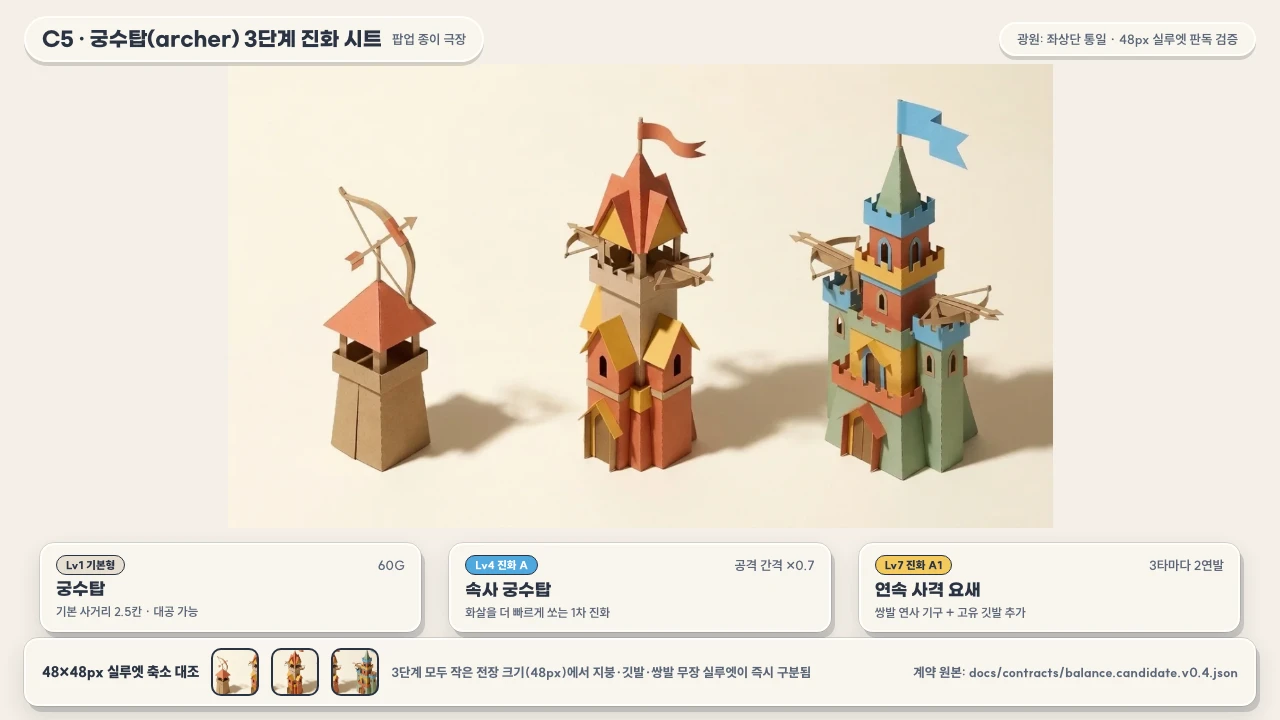 C5 · 궁수탑(archer) 3단계 진화 시트 팝업 종이 극장
광원: 좌상단 통일 · 48px 실루엣 판독 검증
Lv1 기본형 60G
궁수탑
기본 사거리 2.5칸 · 대공 가능
Lv4 진화 A 공격 간격 ×0.7
속사 궁수탑
화살을 더 빠르게 쏘는 1차 진화
Lv7 진화 A1 3타마다 2연발
연속 사격 요새
쌍발 연사 기구 + 고유 깃발 추가
48×48px 실루엣 축소 대조
3단계 모두 작은 전장 크기(48px)에서 지붕·깃발·쌍발 무장 실루엣이 즉시 구분됨
계약 원본: docs/contracts/balance.candidate.v0.4.json